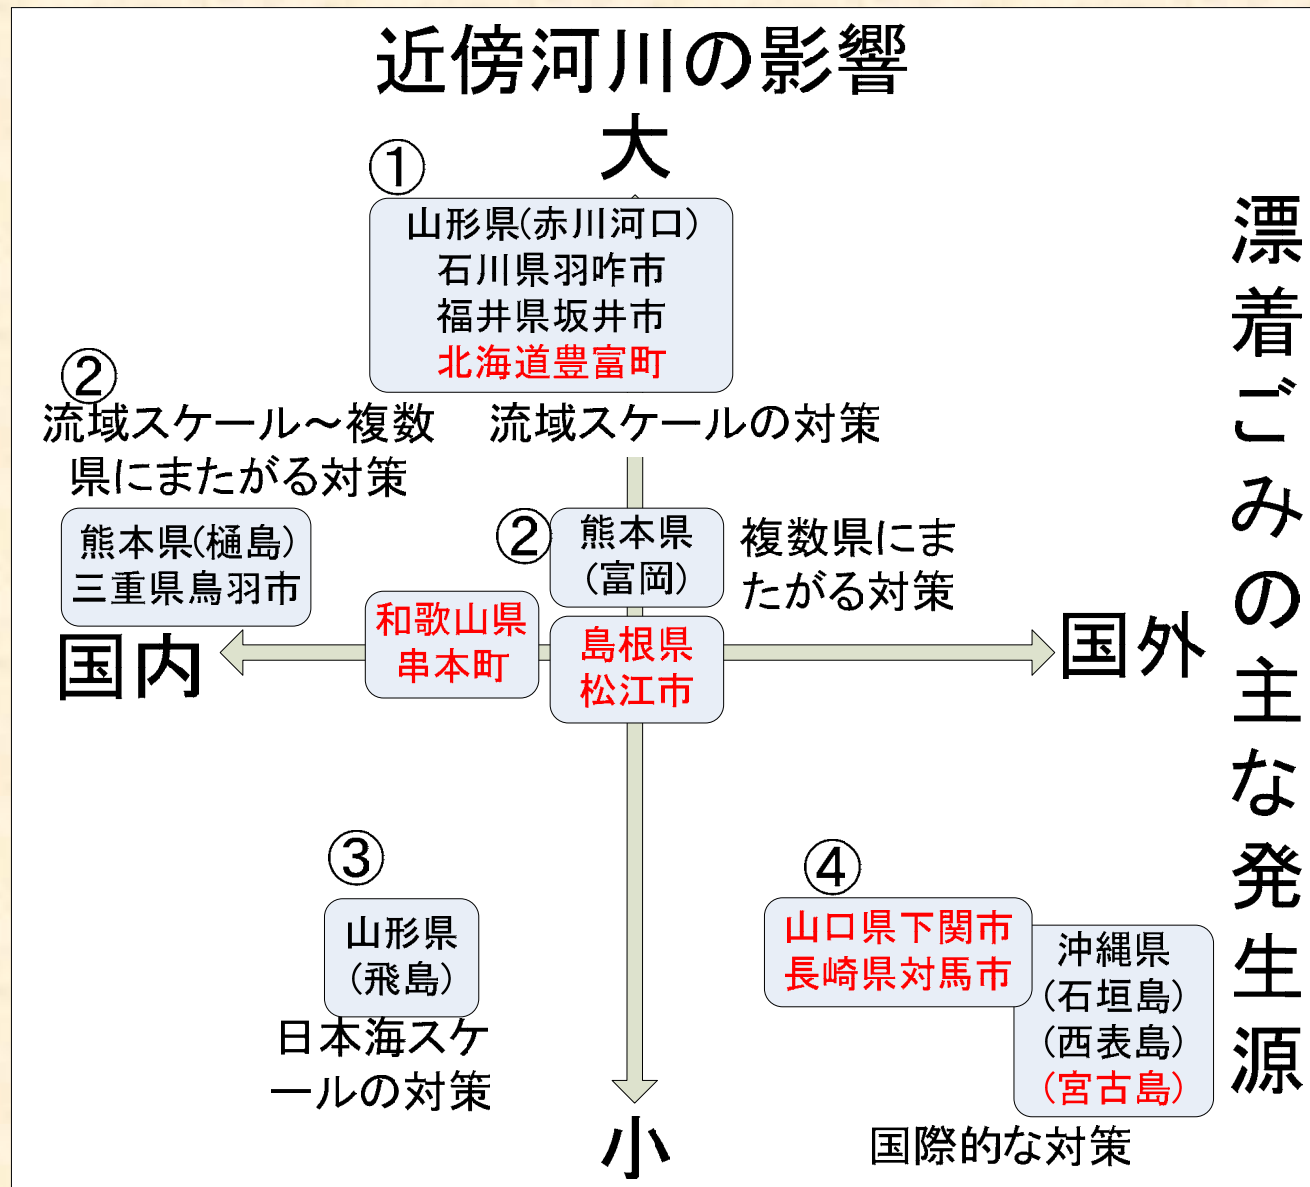 近傍河川の影響
大
①
山形県(赤川河口)
石川県羽咋市
福井県坂井市
北海道豊富町
②
流域スケール～複数
県にまたがる対策
流域スケールの対策
熊本県(樋島)
三重県鳥羽市
②
熊本県
(富岡)
複数県にま
たがる対策
和歌山県
串本町
島根県
松江市
国内
国外
漂着ごみの主な発生源
③
山形県
(飛島)
日本海スケ
ールの対策
④
山口県下関市
長崎県対馬市
沖縄県
(石垣島)
(西表島)
(宮古島)
国際的な対策
小